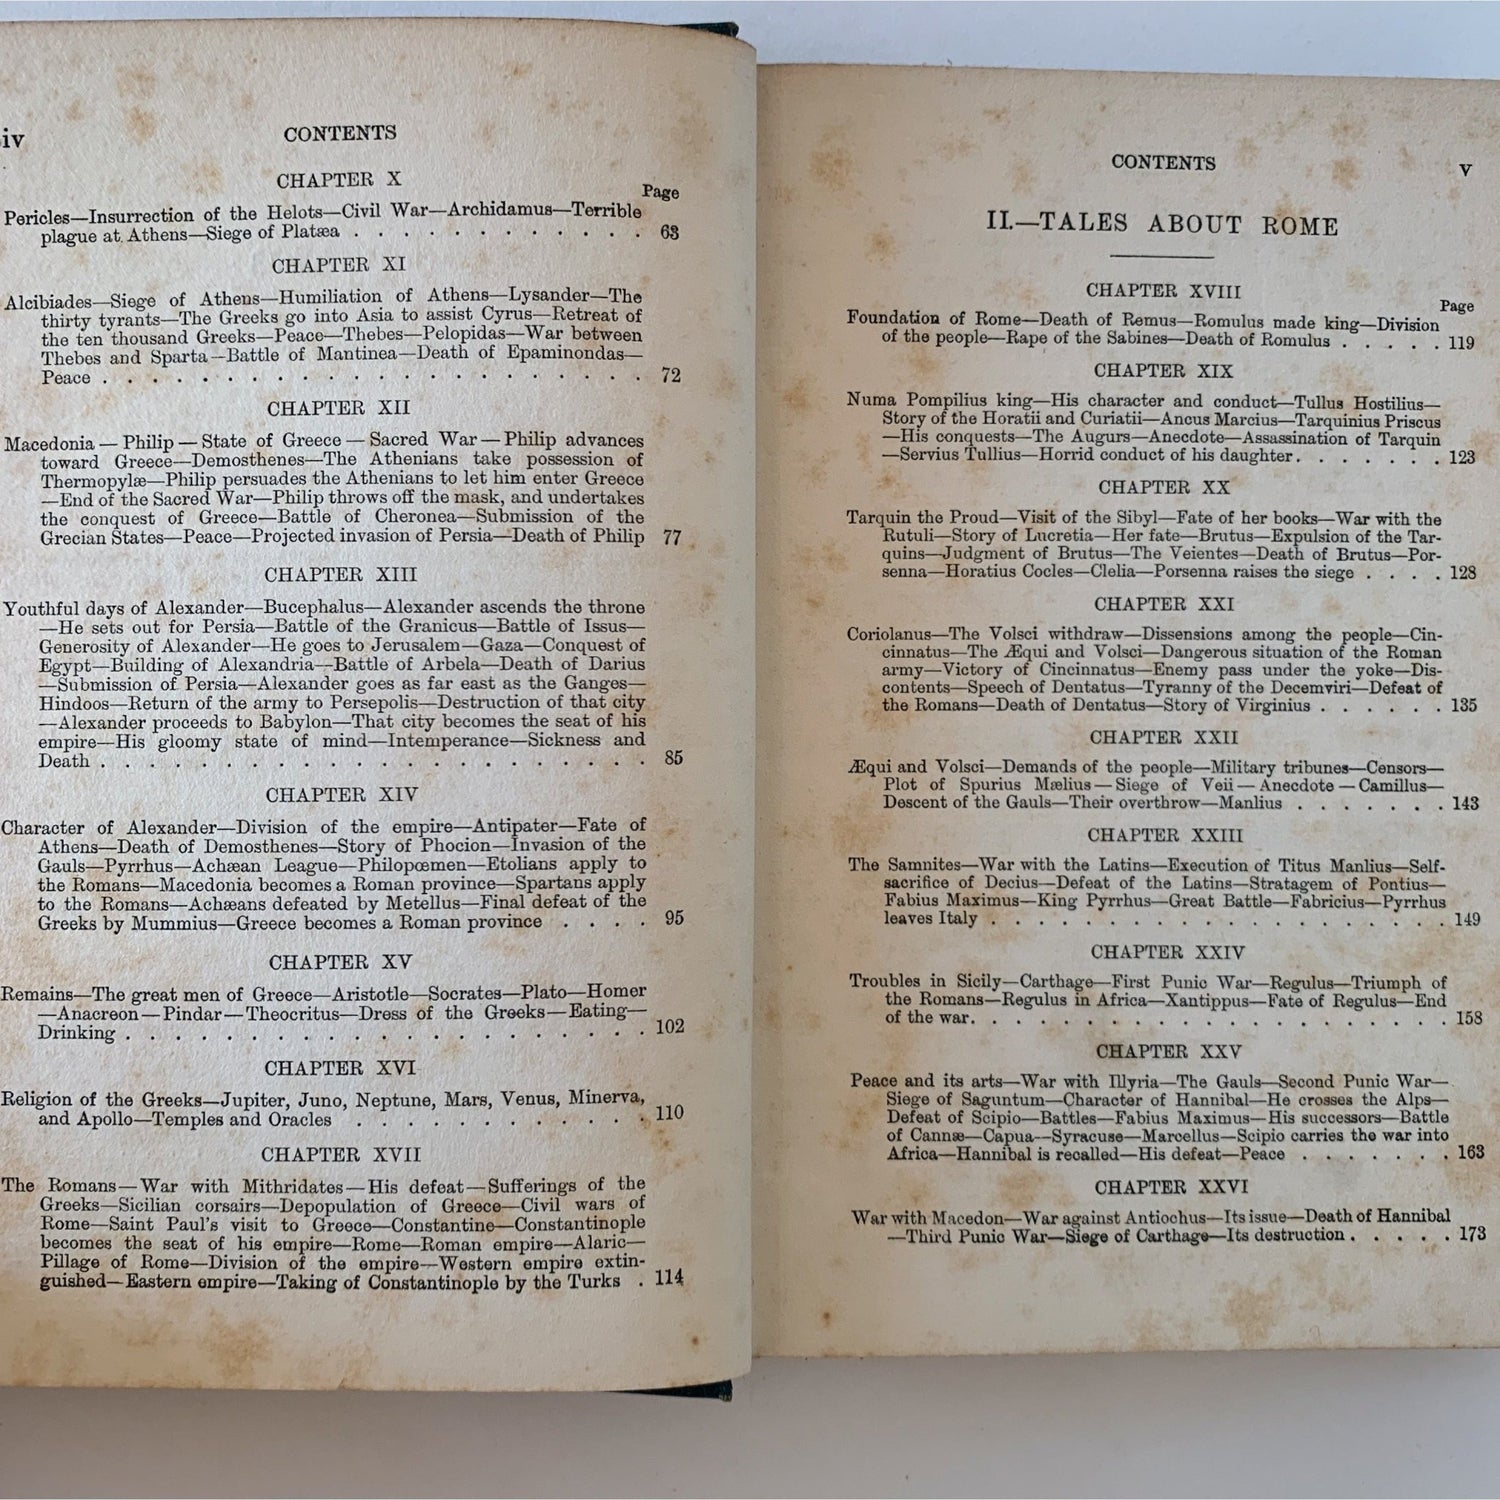 iv
CONTENTS
CHAPTER X
Page
Pericles—Insurrection of the Helots—Civil War—Archidamus—Terrible
plague at Athens—Siege of Platæa . . . . . . . . . . . . 63
CHAPTER XI
Alcibiades—Siege of Athens—Humiliation of Athens—Lysander—The
thirty tyrants—The Greeks go into Asia to assist Cyrus—Retreat of
the ten thousand Greeks—Peace—Thebes—Pelopidas—War between
Thebes and Sparta—Battle of Mantinea—Death of Epaminondas—
Peace . . . . . . . . . . . . . . . . . . . . . . 72
CHAPTER XII
Macedonia — Philip — State of Greece — Sacred War — Philip advances
toward Greece—Demosthenes—The Athenians take possession of
Thermopylæ—Philip persuades the Athenians to let him enter Greece
—End of the Sacred War—Philip throws off the mask, and undertakes
the conquest of Greece—Battle of Cheronea—Submission of the
Grecian States—Peace—Projected invasion of Persia—Death of Philip 77
CHAPTER XIII
Youthful days of Alexander—Bucephalus—Alexander ascends the throne
—He sets out for Persia—Battle of the Granicus—Battle of Issus—
Generosity of Alexander—He goes to Jerusalem—Gaza—Conquest of
Egypt—Building of Alexandria—Battle of Arbela—Death of Darius
—Submission of Persia—Alexander goes as far east as the Ganges—
Hindoos—Return of the army to Persepolis—Destruction of that city
—Alexander proceeds to Babylon—That city becomes the seat of his
empire—His gloomy state of mind—Intemperance—Sickness and
Death . . . . . . . . . . . . . . . . . . . . . . 85
CHAPTER XIV
Character of Alexander—Division of the empire—Antipater—Fate of
Athens—Death of Demosthenes—Story of Phocion—Invasion of the
Gauls—Pyrrhus—Achæan League—Philopœmen—Etolians apply to
the Romans—Macedonia becomes a Roman province—Spartans apply
to the Romans—Achæans defeated by Metellus—Final defeat of the
Greeks by Mummius—Greece becomes a Roman province . . . . 95
CHAPTER XV
Remains—The great men of Greece—Aristotle—Socrates—Plato—Homer
—Anacreon — Pindar — Theocritus — Dress of the Greeks — Eating—
Drinking . . . . . . . . . . . . . . . . . . . . . 102
CHAPTER XVI
Religion of the Greeks—Jupiter, Juno, Neptune, Mars, Venus, Minerva,
and Apollo—Temples and Oracles . . . . . . . . . . . . 110
CHAPTER XVII
The Romans — War with Mithridates — His defeat — Sufferings of the
Greeks—Sicilian corsairs—Depopulation of Greece—Civil wars of
Rome—Saint Paul's visit to Greece—Constantine—Constantinople
becomes the seat of his empire—Rome—Roman empire—Alaric—
Pillage of Rome—Division of the empire—Western empire extin-
guished—Eastern empire—Taking of Constantinople by the Turks . 114
CONTENTS
v
II.—TALES ABOUT ROME
CHAPTER XVIII
Page
Foundation of Rome—Death of Remus—Romulus made king—Division
of the people—Rape of the Sabines—Death of Romulus . . . . . 119
CHAPTER XIX
Numa Pompilius king—His character and conduct—Tullus Hostilius—
Story of the Horatii and Curiatii—Ancus Marcius—Tarquinius Priscus
—His conquests—The Augurs—Anecdote—Assassination of Tarquin
—Servius Tullius—Horrid conduct of his daughter . . . . . . . 123
CHAPTER XX
Tarquin the Proud—Visit of the Sibyl—Fate of her books—War with the
Rutuli—Story of Lucretia—Her fate—Brutus—Expulsion of the Tar-
quins—Judgment of Brutus—The Veientes—Death of Brutus—Por-
senna—Horatius Cocles—Clelia—Porsenna raises the siege . . . . 128
CHAPTER XXI
Coriolanus—The Volsci withdraw—Dissensions among the people—Cin-
cinnatus—The Æqui and Volsci—Dangerous situation of the Roman
army—Victory of Cincinnatus—Enemy pass under the yoke—Dis-
contents—Speech of Dentatus—Tyranny of the Decemviri—Defeat of
the Romans—Death of Dentatus—Story of Virginius . . . . . . 135
CHAPTER XXII
Æqui and Volsci—Demands of the people—Military tribunes—Censors—
Plot of Spurius Mælius — Siege of Veii — Anecdote — Camillus—
Descent of the Gauls—Their overthrow—Manlius . . . . . . . 143
CHAPTER XXIII
The Samnites—War with the Latins—Execution of Titus Manlius—Self-
sacrifice of Decius—Defeat of the Latins—Stratagem of Pontius—
Fabius Maximus—King Pyrrhus—Great Battle—Fabricius—Pyrrhus
leaves Italy . . . . . . . . . . . . . . . . . . . 149
CHAPTER XXIV
Troubles in Sicily—Carthage—First Punic War—Regulus—Triumph of
the Romans—Regulus in Africa—Xantippus—Fate of Regulus—End
of the war . . . . . . . . . . . . . . . . . . . . 158
CHAPTER XXV
Peace and its arts—War with Illyria—The Gauls—Second Punic War—
Siege of Saguntum—Character of Hannibal—He crosses the Alps—
Defeat of Scipio—Battles—Fabius Maximus—His successors—Battle
of Cannæ—Capua—Syracuse—Marcellus—Scipio carries the war into
Africa—Hannibal is recalled—His defeat—Peace . . . . . . . 163
CHAPTER XXVI
War with Macedon—War against Antiochus—Its issue—Death of Hannibal
—Third Punic War—Siege of Carthage—Its destruction . . . . . 173